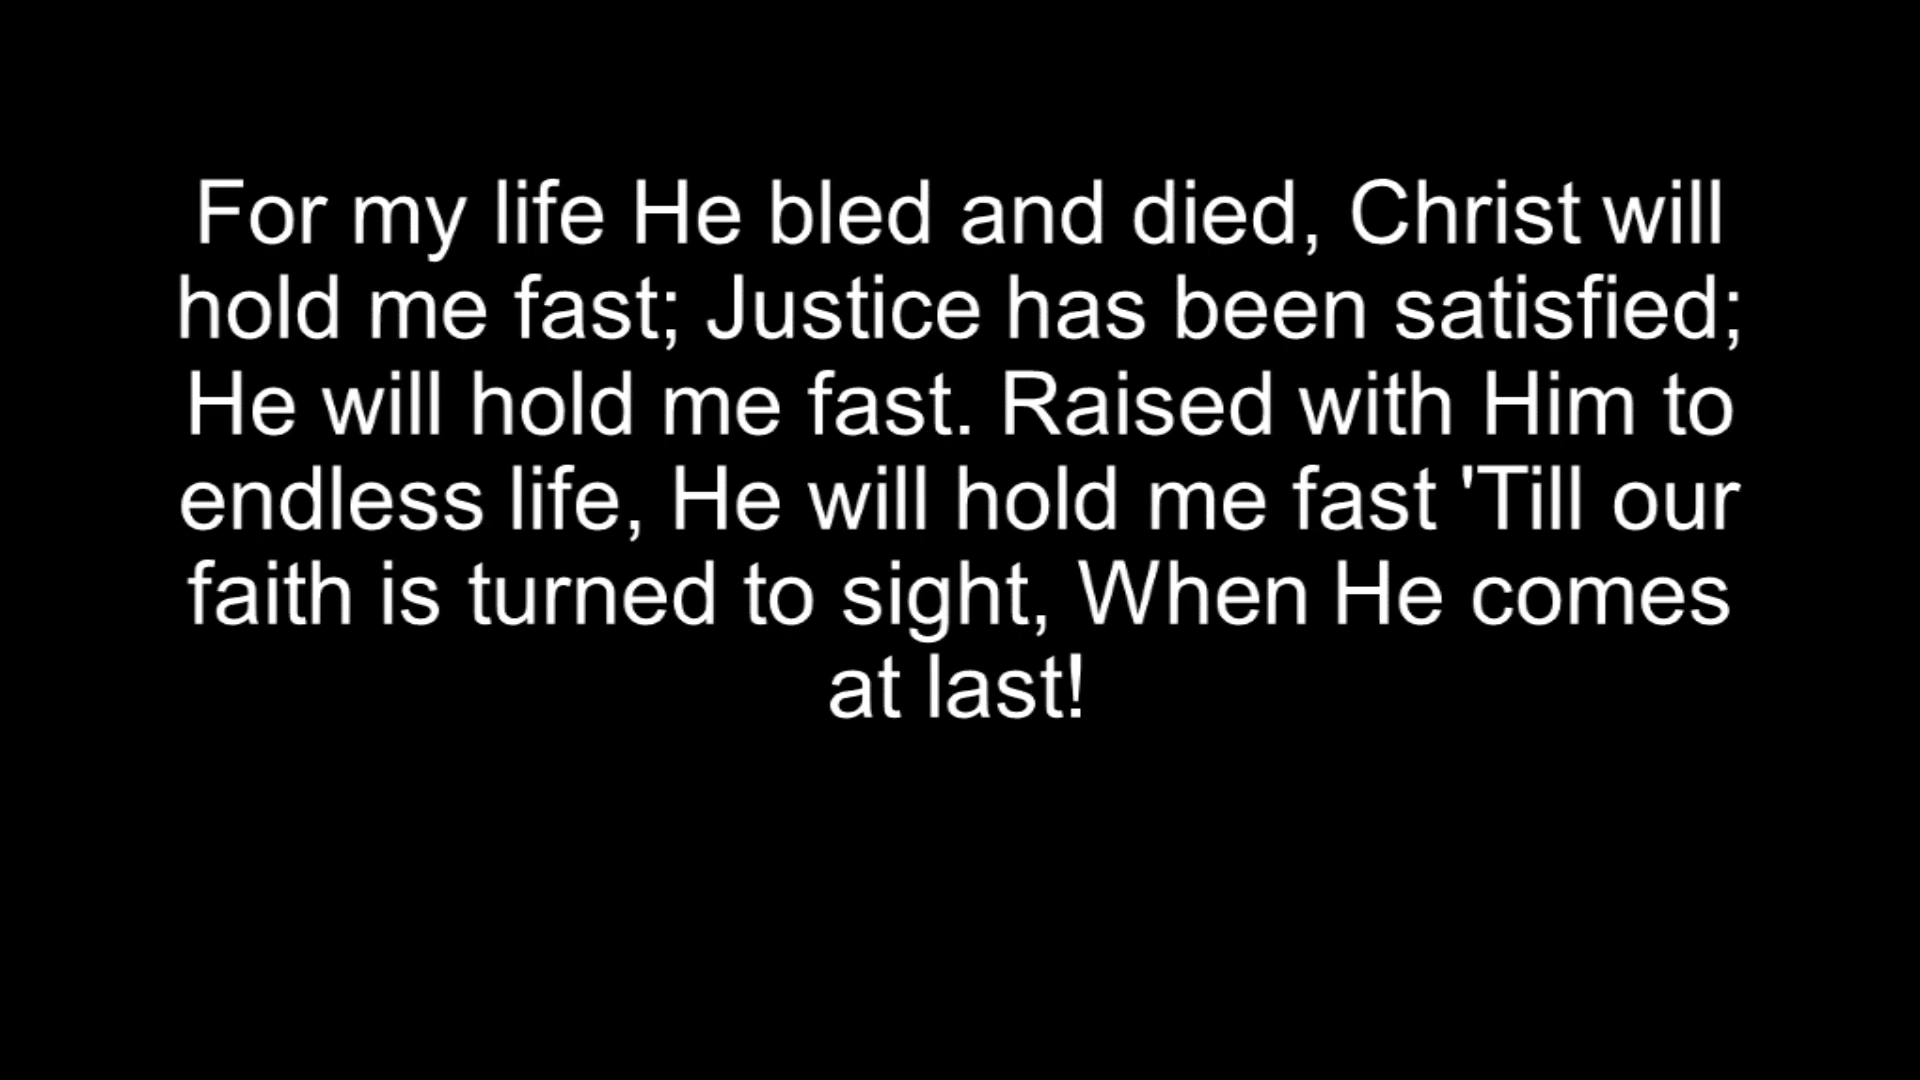 For my life He bled and died, Christ will
hold me fast; Justice has been satisfied;
He will hold me fast. Raised with Him to
endless life, He will hold me fast 'Till our
faith is turned to sight, When He comes
at last!